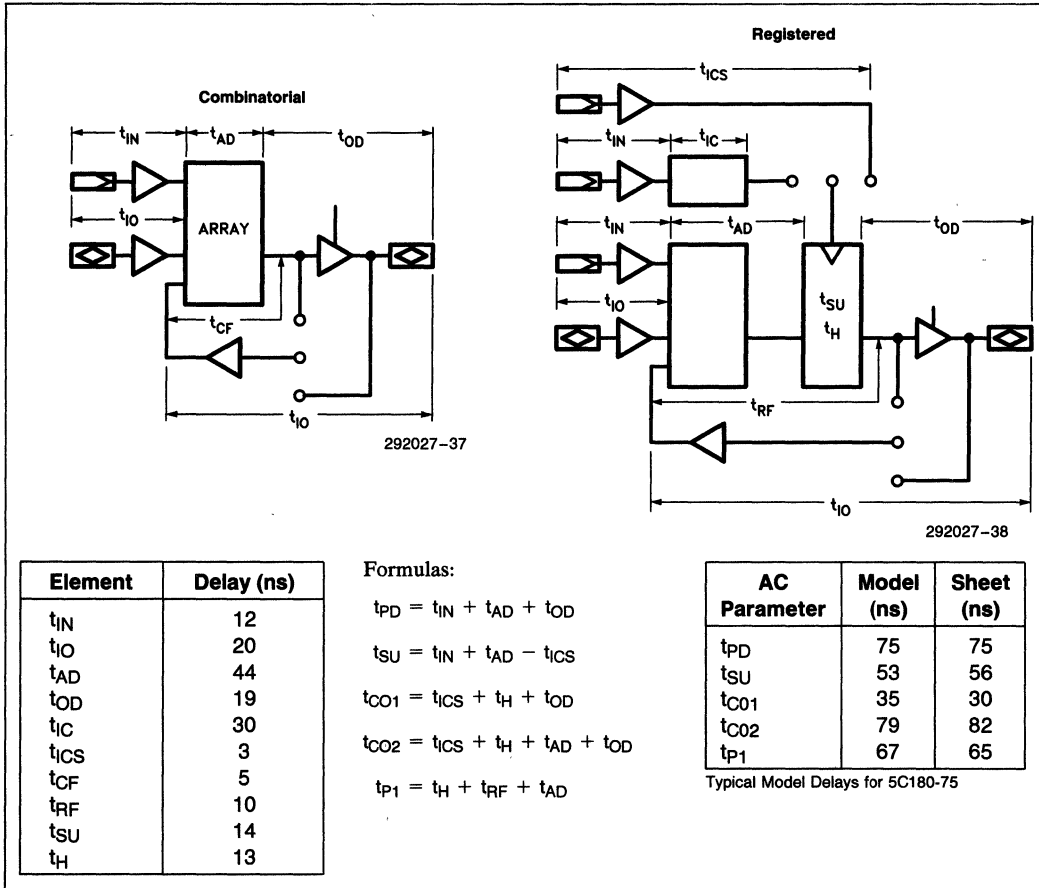 Combinatorial
tIN
tAD
tOD
tIO
ARRAY
tCF
tIO
292027-37
Registered
tICS
tIN
tIC
tIN
tAD
tOD
tIO
tSU
tH
tRF
tIO
292027-38
Element Delay (ns)
tIN 12
tIO 20
tAD 44
tOD 19
tIC 30
tICS 3
tCF 5
tRF 10
tSU 14
tH 13
Formulas:
tPD = tIN + tAD + tOD
tSU = tIN + tAD − tICS
tCO1 = tICS + tH + tOD
tCO2 = tICS + tH + tAD + tOD
tP1 = tH + tRF + tAD
AC Parameter Model (ns) Sheet (ns)
tPD 75 75
tSU 53 56
tC01 35 30
tC02 79 82
tP1 67 65
Typical Model Delays for 5C180-75